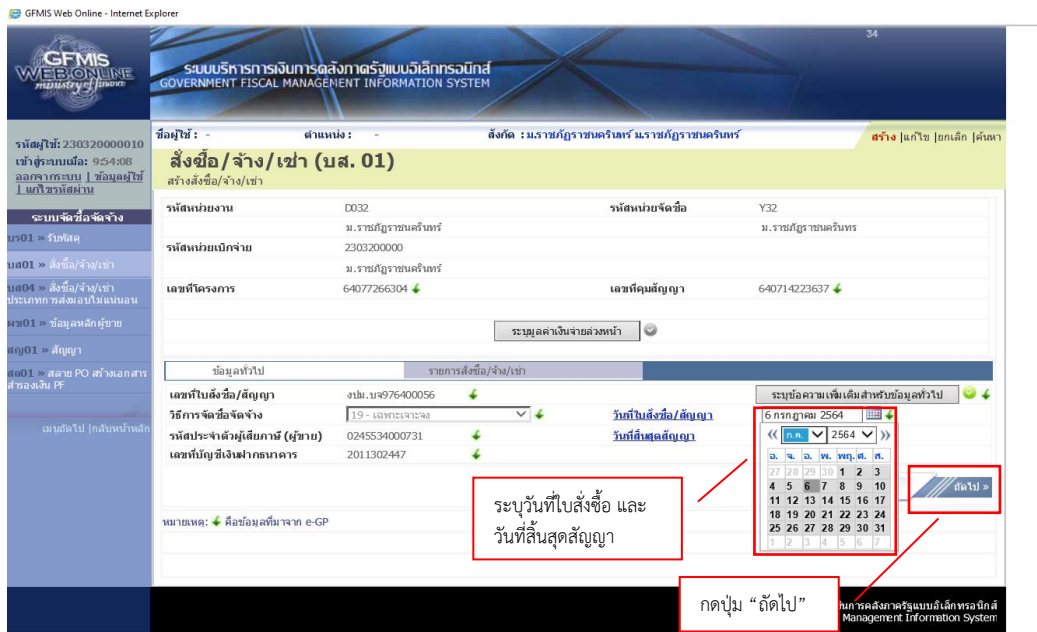 GFMIS Web Online - Internet Explorer
34
GFMIS
WEB ONLINE
ministry of finance
ระบบบริหารการเงินการคลังภาครัฐแบบอิเล็กทรอนิกส์
GOVERNMENT FISCAL MANAGEMENT INFORMATION SYSTEM
รหัสผู้ใช้: 230320000010
เข้าสู่ระบบเมื่อ: 9:54:08
ออกจากระบบ | ข้อมูลผู้ใช้
| แก้ไขรหัสผ่าน
ระบบจัดซื้อจัดจ้าง
บร01 » รับพัสดุ
บส01 » สั่งซื้อ/จ้าง/เช่า
บส04 » สั่งซื้อ/จ้าง/เช่า
ประเภทการส่งมอบไม่แน่นอน
ผข01 » ข้อมูลหลักผู้ขาย
สญ01 » สัญญา
สด01 » สลาย PO สร้างเอกสาร
สำรองเงิน PF
เมนูถัดไป |กลับหน้าหลัก
ชื่อผู้ใช้ : - ตำแหน่ง : - สังกัด : ม.ราชภัฏราชนครินทร์ ม.ราชภัฏราชนครินทร์
สร้าง |แก้ไข |ยกเลิก |ค้นหา
สั่งซื้อ/จ้าง/เช่า (บส. 01)
สร้างสั่งซื้อ/จ้าง/เช่า
รหัสหน่วยงาน D032 รหัสหน่วยจัดซื้อ Y32
ม.ราชภัฏราชนครินทร์ ม.ราชภัฏราชนครินทร
รหัสหน่วยเบิกจ่าย 2303200000
ม.ราชภัฏราชนครินทร์
เลขที่โครงการ 64077266304 เลขที่คุมสัญญา 640714223637
ระบุมูลค่าเงินจ่ายล่วงหน้า
ข้อมูลทั่วไป รายการสั่งซื้อ/จ้าง/เช่า
เลขที่ใบสั่งซื้อ/สัญญา งปม.บจ976400056 ระบุข้อความเพิ่มเติมสำหรับข้อมูลทั่วไป
วิธีการจัดซื้อจัดจ้าง 19 - เฉพาะเจาะจง วันที่ใบสั่งซื้อ/สัญญา 6 กรกฎาคม 2564
รหัสประจำตัวผู้เสียภาษี (ผู้ขาย) 0245534000731 วันที่สิ้นสุดสัญญา
เลขที่บัญชีเงินฝากธนาคาร 2011302447
« ก.ค. 2564 »
อ. จ. อ. พ. พฤ. ศ. ส.
27 28 29 30 1 2 3
4 5 6 7 8 9 10
11 12 13 14 15 16 17
18 19 20 21 22 23 24
25 26 27 28 29 30 31
1 2 3 4 5 6 7
ถัดไป »
ระบุวันที่ใบสั่งซื้อ และ
วันที่สิ้นสุดสัญญา
หมายเหตุ: คือข้อมูลที่มาจาก e-GP
กดปุ่ม “ถัดไป”
นการคลังภาครัฐแบบอิเล็กทรอนิกส์
Management Information System